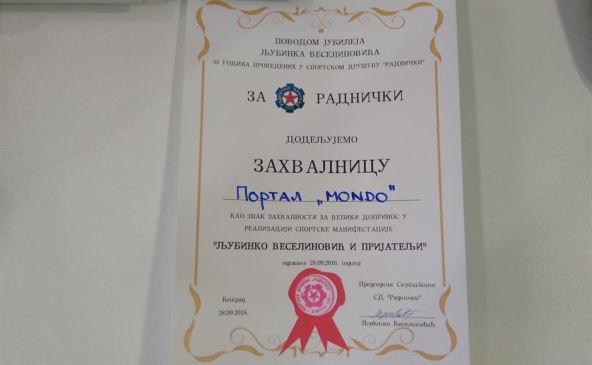 ПОВОДОМ ЈУБИЛЕЈА
ЉУБИНКА ВЕСЕЛИНОВИЋА
ГОДИНА ПРОВЕДЕНИХ У СПОРТСКОМ ДРУШТВУ "РАДНИЧКИ"
ЗА РАДНИЧКИ
ДОДЕЉУЈЕМО
ЗАХВАЛНИЦУ
Портал „MONDO"
КАО ЗНАК ЗАХВАЛНОСТИ ЗА ВЕЛИКИ ДОПРИНОС У
РЕАЛИЗАЦИЈИ СПОРТСКЕ МАНИФЕСТАЦИЈЕ
"ЉУБИНКО ВЕСЕЛИНОВИЋ И ПРИЈАТЕЉИ"
одржане 28.09.2016. године
Председник Скупштине
Београд
СД "Раднички"
28.09.2016.
Љубинко Веселиновић